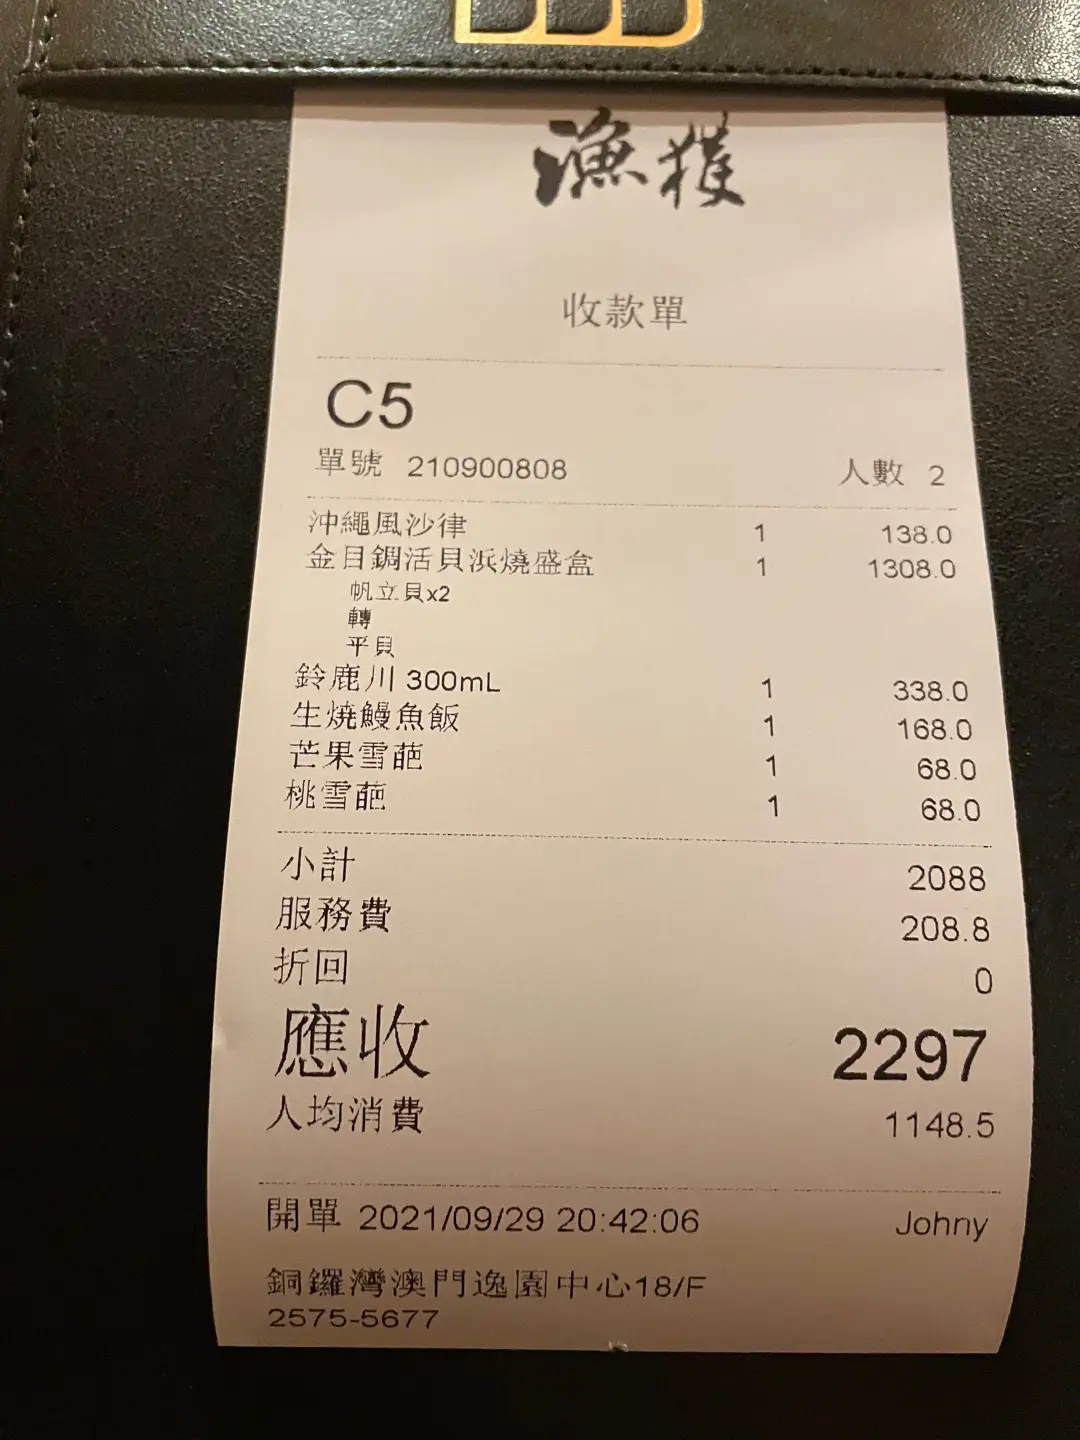 漁獲
收款單
C5
單號 210900808 人數 2
沖繩風沙律 1 138.0
金目鯛活貝浜燒盛盒 1 1308.0
帆立貝x2
轉
平貝
鈴鹿川 300mL 1 338.0
生燒鰻魚飯 1 168.0
芒果雪葩 1 68.0
桃雪葩 1 68.0
小計 2088
服務費 208.8
折回 0
應收 2297
人均消費 1148.5
開單 2021/09/29 20:42:06 Johny
銅鑼灣澳門逸園中心18/F
2575-5677